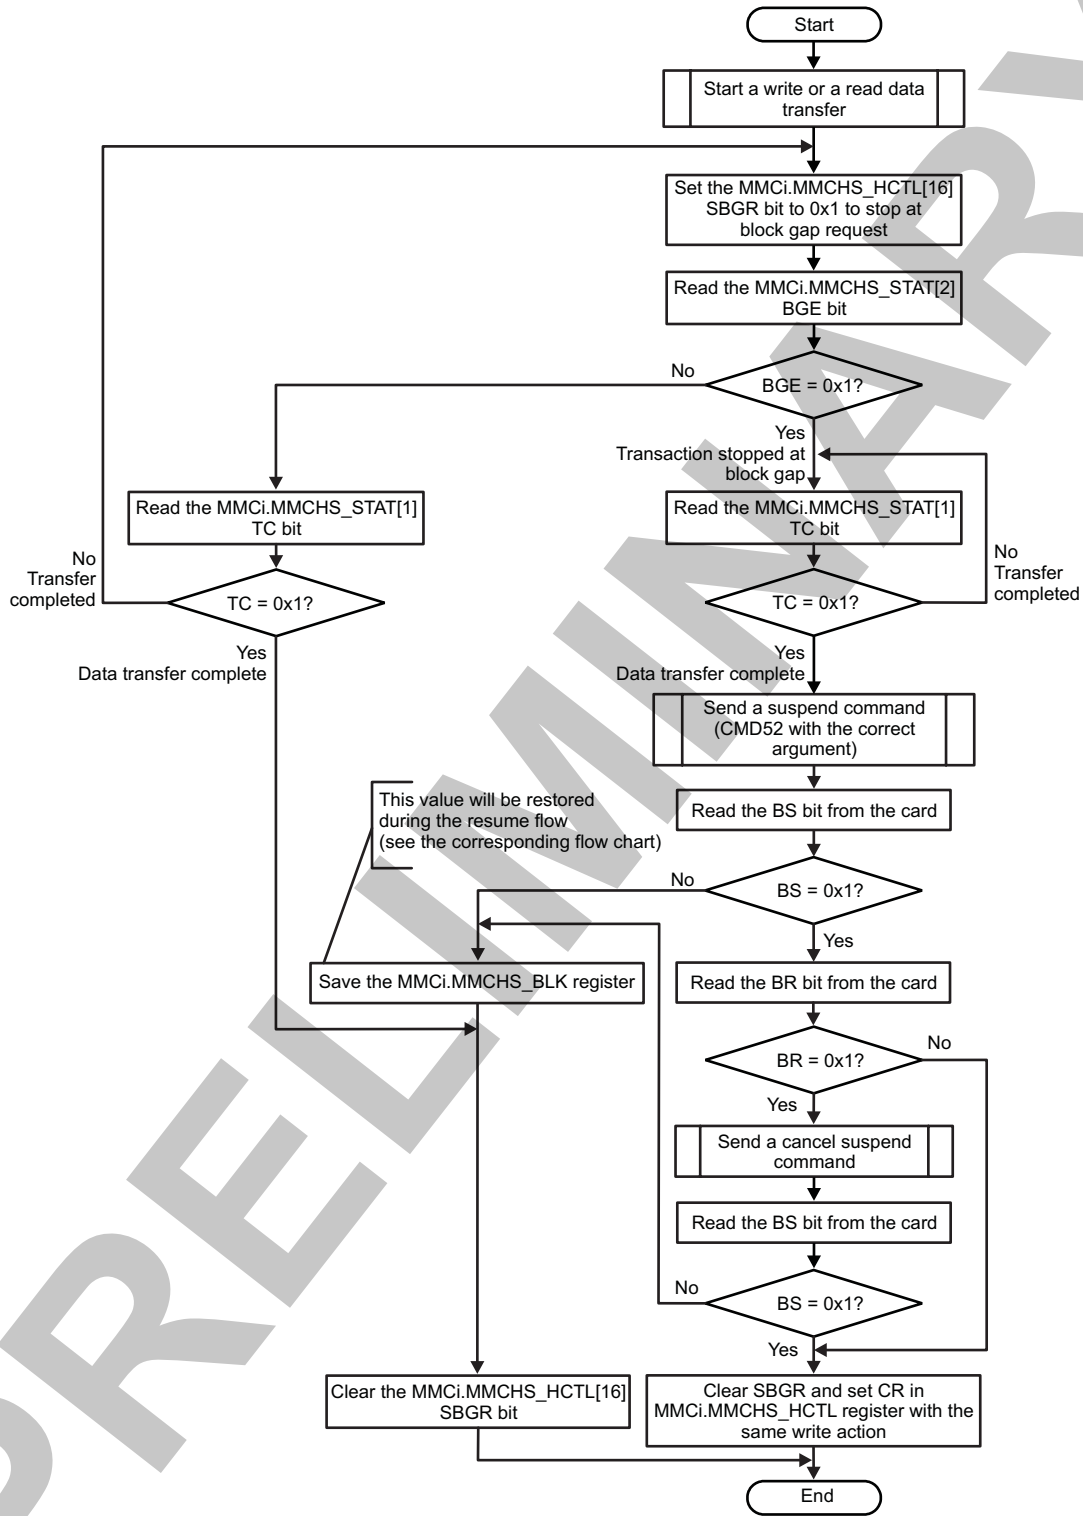 Start
Start a write or a read data
transfer
Set the MMCi.MMCHS_HCTL[16]
SBGR bit to 0x1 to stop at
block gap request
Read the MMCi.MMCHS_STAT[2]
BGE bit
No
BGE = 0x1?
Yes
Transaction stopped at
block gap
Read the MMCi.MMCHS_STAT[1]
TC bit
Read the MMCi.MMCHS_STAT[1]
TC bit
No
Transfer
completed
TC = 0x1?
TC = 0x1?
No
Transfer
completed
Yes
Data transfer complete
Yes
Data transfer complete
Send a suspend command
(CMD52 with the correct
argument)
This value will be restored
during the resume flow
(see the corresponding flow chart)
Read the BS bit from the card
No
BS = 0x1?
Yes
Save the MMCi.MMCHS_BLK register
Read the BR bit from the card
No
BR = 0x1?
Yes
Send a cancel suspend
command
Read the BS bit from the card
No
BS = 0x1?
Yes
Clear the MMCi.MMCHS_HCTL[16]
SBGR bit
Clear SBGR and set CR in
MMCi.MMCHS_HCTL register with the
same write action
End
PRELIMINARY